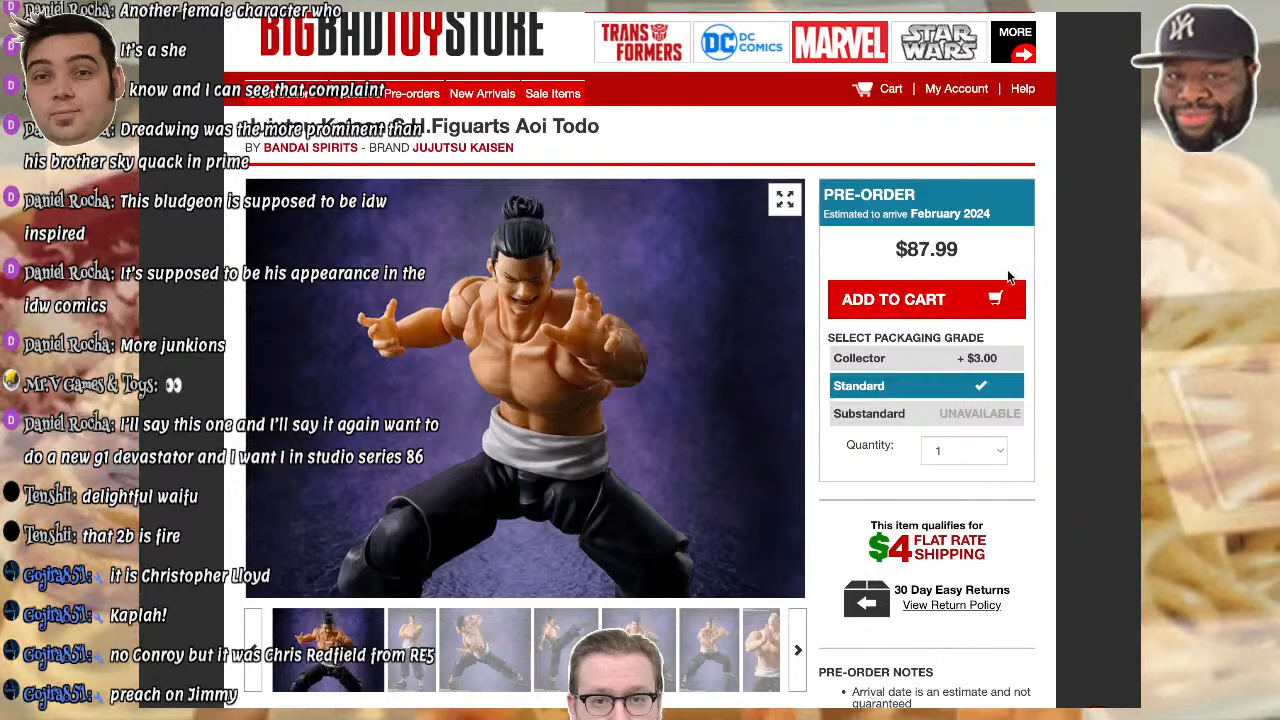 Daniel Rocha: Another female character who
It's a she
know and I can see that complaint
Daniel Rocha: Dreadwing was the more prominent than
his brother sky quack in prime
Daniel Rocha: This bludgeon is supposed to be idw
inspired
Daniel Rocha: It's supposed to be his appearance in the
idw comics
Daniel Rocha: More junkions
Mr.V Games & Toys: 👀
Daniel Rocha: I'll say this one and I'll say it again want to
do a new g1 devastator and I want I in studio series 86
Tenshii: delightful waifu
Tenshii: that 2b is fire
Gojira851: it is Christopher Lloyd
Gojira851: Kaplah!
Gojira851: no Conroy but it was Chris Redfield from RE5
Gojira851: preach on Jimmy
BIGBADTOYSTORE
TRANSFORMERS
DC DC COMICS
MARVEL
STAR WARS
MORE
Pre-orders New Arrivals Sale Items
Cart | My Account | Help
S.H.Figuarts Aoi Todo
BY BANDAI SPIRITS - BRAND JUJUTSU KAISEN
PRE-ORDER
Estimated to arrive February 2024
$87.99
ADD TO CART
SELECT PACKAGING GRADE
Collector + $3.00
Standard
Substandard UNAVAILABLE
Quantity: 1
This item qualifies for
$4 FLAT RATE
SHIPPING
30 Day Easy Returns
View Return Policy
PRE-ORDER NOTES
• Arrival date is an estimate and not
guaranteed